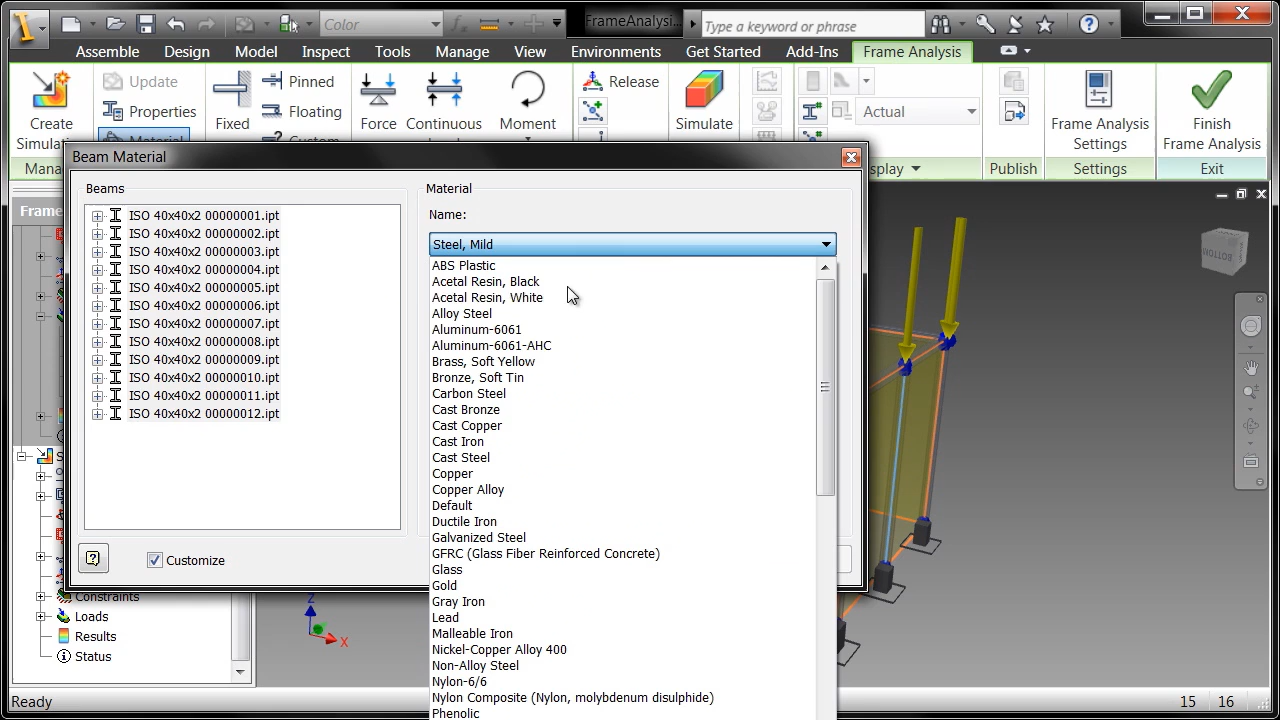 Color
FrameAnalysi...
Type a keyword or phrase
Assemble Design Model Inspect Tools Manage View Environments Get Started Add-Ins Frame Analysis
Create
Update
Properties
Material
Fixed
Pinned
Floating
Force
Continuous
Moment
Release
Simulate
Actual
Frame Analysis
Settings
Finish
Frame Analysis
Publish Settings Exit
Beam Material
Beams
ISO 40x40x2 00000001.ipt
ISO 40x40x2 00000002.ipt
ISO 40x40x2 00000003.ipt
ISO 40x40x2 00000004.ipt
ISO 40x40x2 00000005.ipt
ISO 40x40x2 00000006.ipt
ISO 40x40x2 00000007.ipt
ISO 40x40x2 00000008.ipt
ISO 40x40x2 00000009.ipt
ISO 40x40x2 00000010.ipt
ISO 40x40x2 00000011.ipt
ISO 40x40x2 00000012.ipt
Customize
Material
Name:
Steel, Mild
ABS Plastic
Acetal Resin, Black
Acetal Resin, White
Alloy Steel
Aluminum-6061
Aluminum-6061-AHC
Brass, Soft Yellow
Bronze, Soft Tin
Carbon Steel
Cast Bronze
Cast Copper
Cast Iron
Cast Steel
Copper
Copper Alloy
Default
Ductile Iron
Galvanized Steel
GFRC (Glass Fiber Reinforced Concrete)
Glass
Gold
Gray Iron
Lead
Malleable Iron
Nickel-Copper Alloy 400
Non-Alloy Steel
Nylon-6/6
Nylon Composite (Nylon, molybdenum disulphide)
Phenolic
Constraints
Loads
Results
Status
Z
X
BOTTOM
Ready
15 16